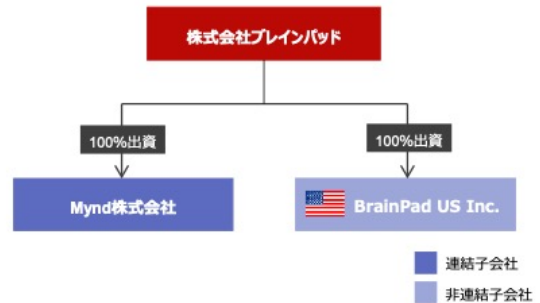 株式会社ブレインパッド
100%出資
100%出資
Mynd株式会社
BrainPad US Inc.
連結子会社
非連結子会社